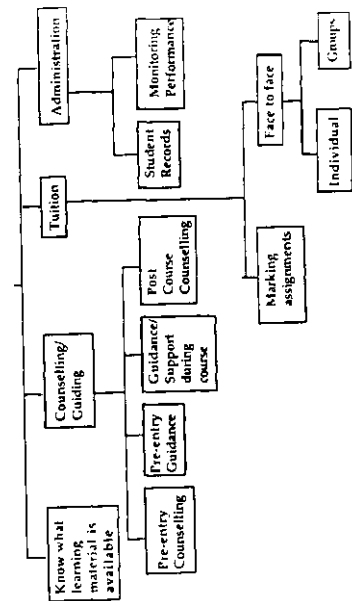 Know what
learning
material is
available
Counselling/
Guiding
Tuition
Administration
Pre-entry
Counselling
Pre-entry
Guidance
Guidance/
Support
during
course
Post
Course
Counselling
Student
Records
Monitoring
Performance
Marking
assignments
Face to face
Individual
Groups